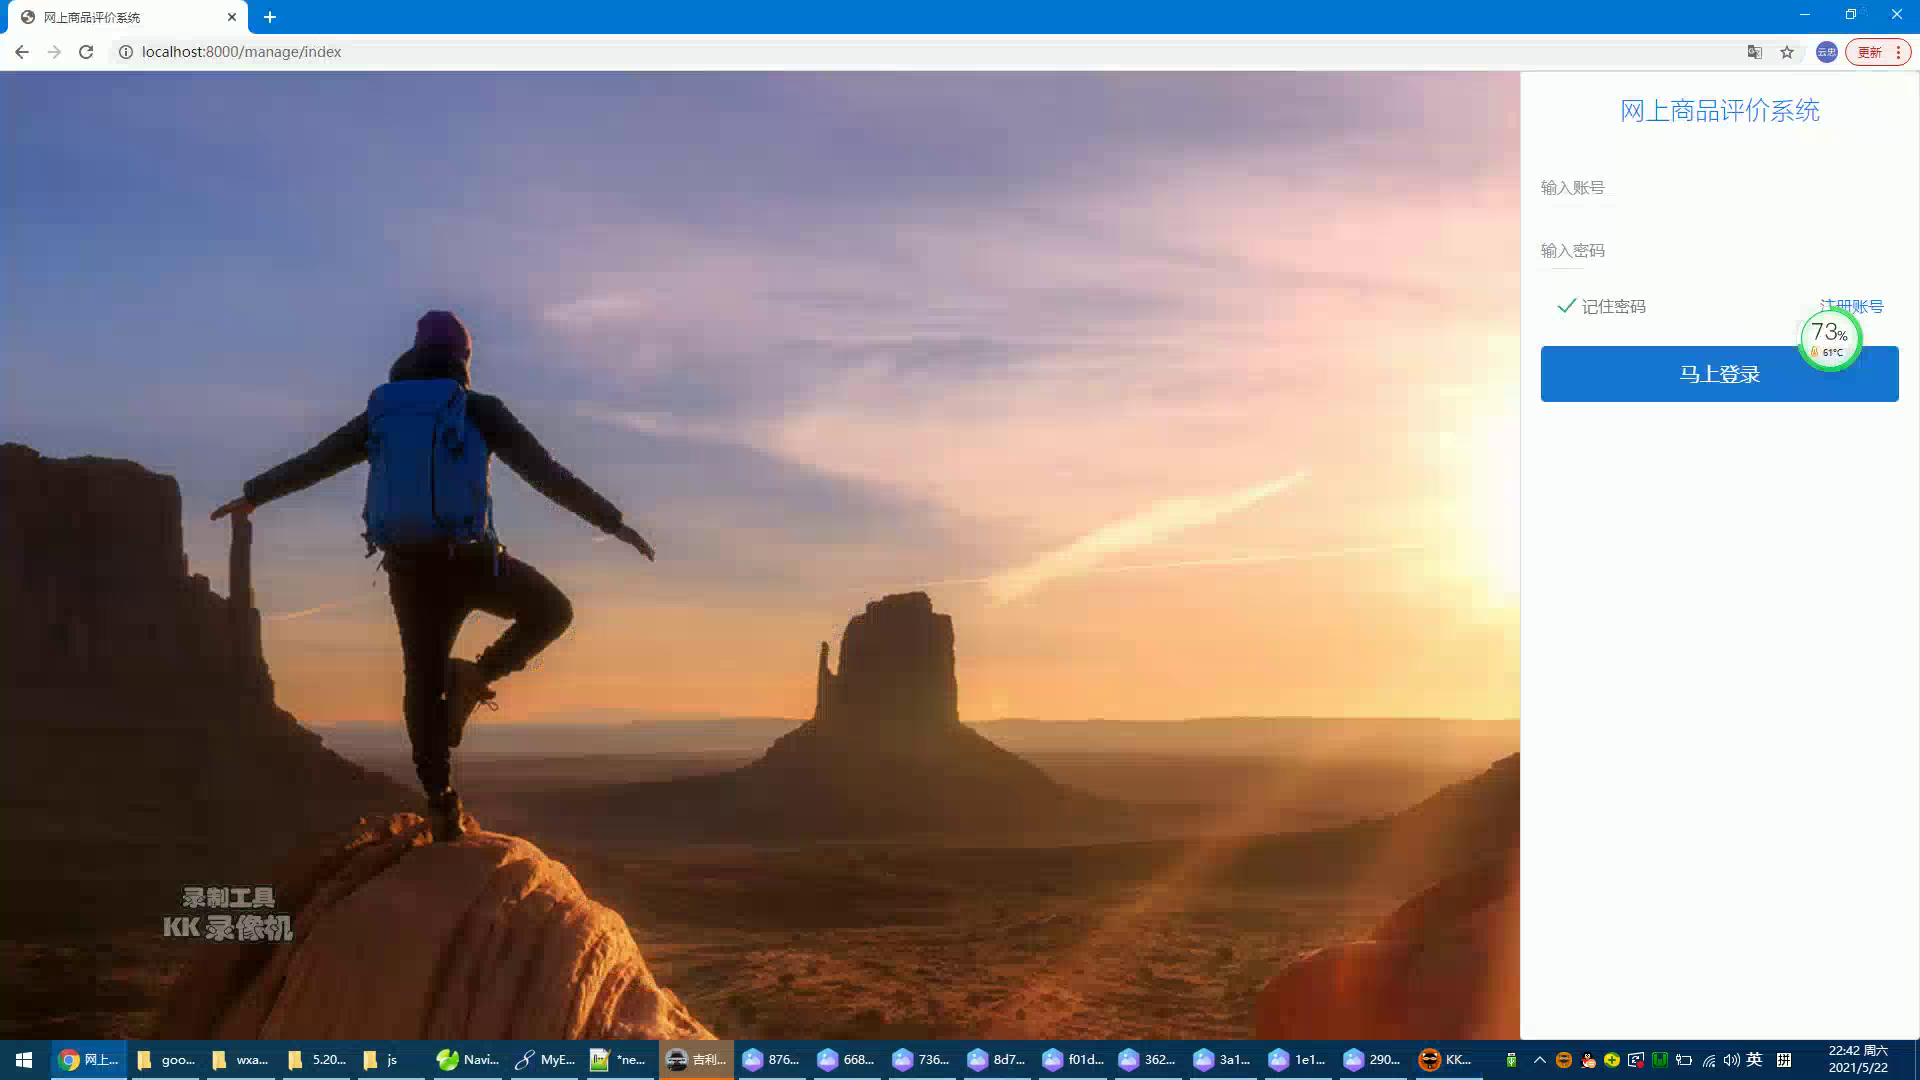 网上商品评价系统
localhost:8000/manage/index
云忠
更新
网上商品评价系统
输入账号
输入密码
记住密码
注册账号
73%
61°C
马上登录
录制工具
KK 录像机
网上...
goo...
wxa...
5.20...
js
Navi...
MyE...
*ne...
吉利...
876...
668...
736...
8d7...
f01d...
362...
3a1...
1e1...
290...
KK...
英
拼
22:42 周六
2021/5/22